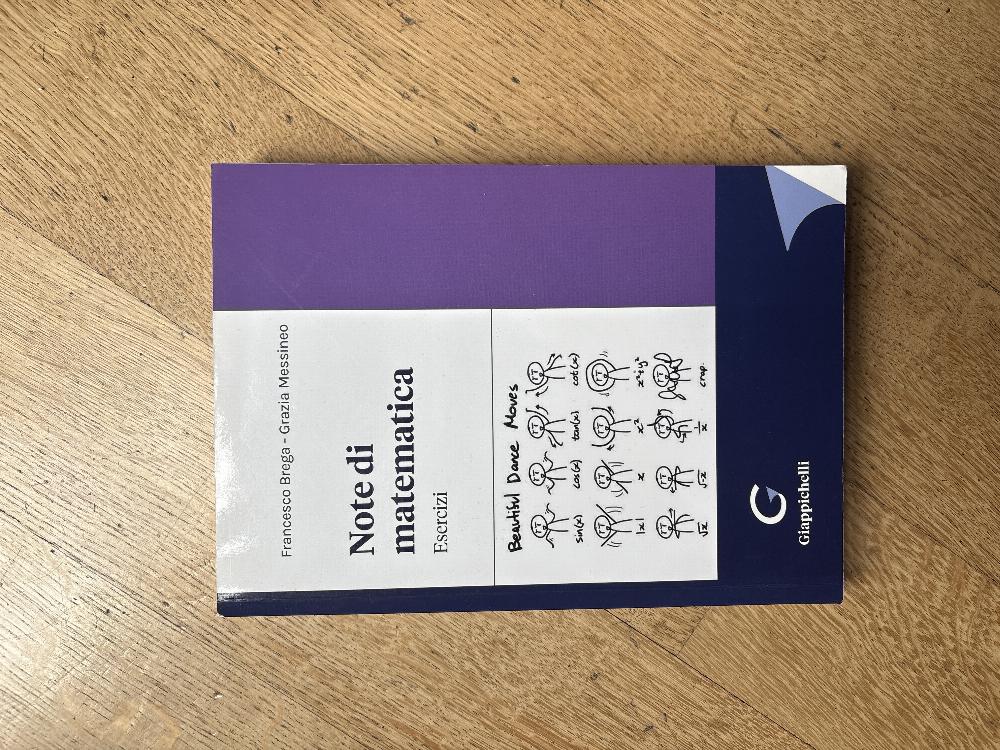 Francesco Brega - Grazia Messineo
Note di
matematica
Esercizi
Beautiful Dance Moves
sin(x) cos(x) tan(x) cot(x)
|x| x x² x²+y²
√x √-x 1/x crap.
Giappichelli